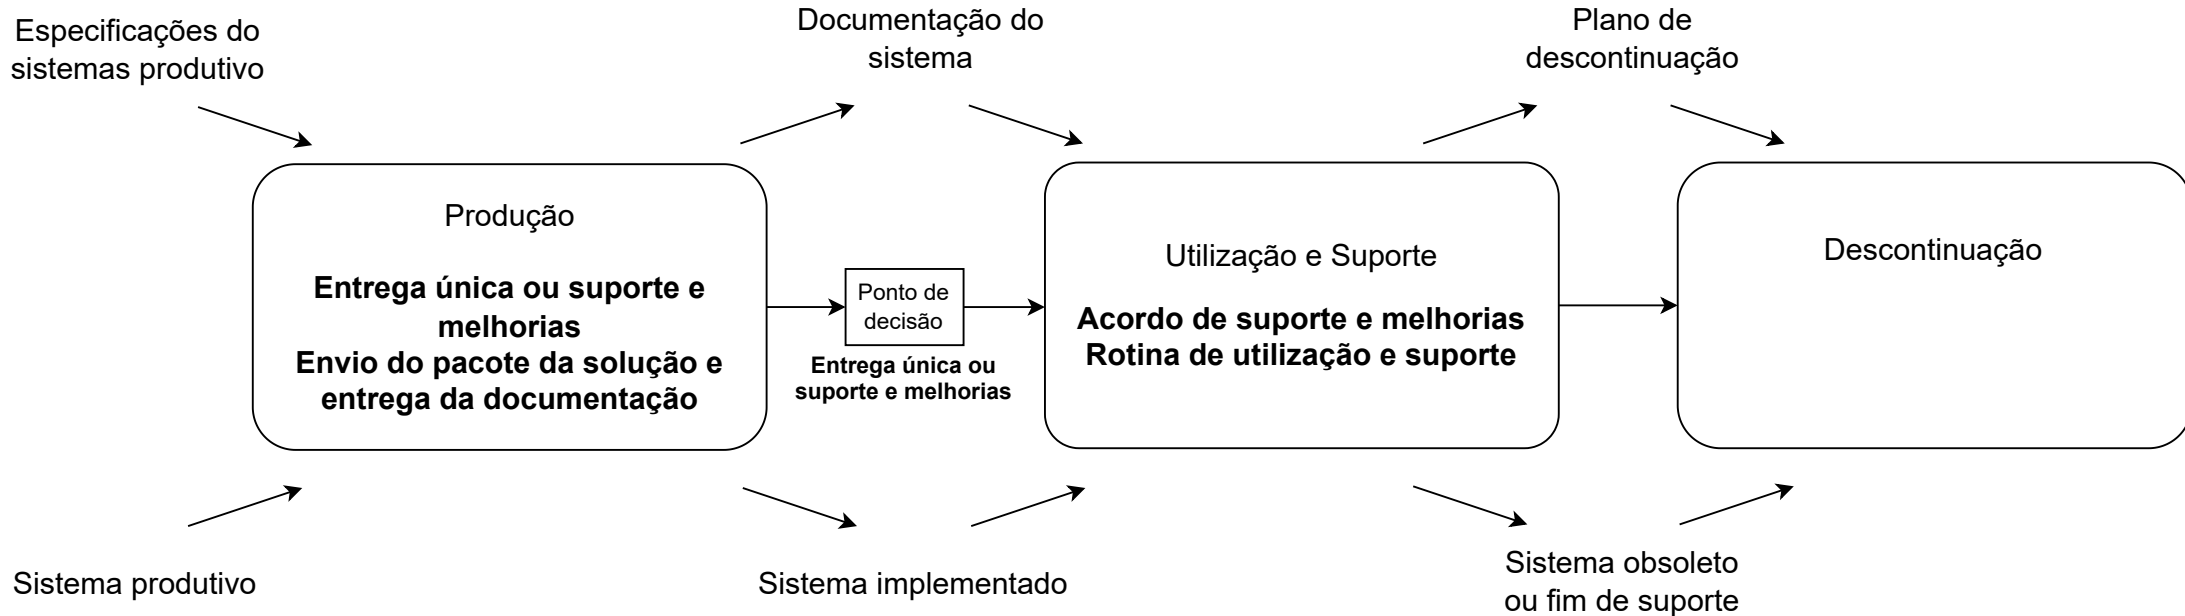 Especificações do
sistemas produtivo
Documentação do
sistema
Plano de
descontinuação
Produção
Entrega única ou suporte e
melhorias
Envio do pacote da solução e
entrega da documentação
Ponto de
decisão
Entrega única ou
suporte e melhorias
Utilização e Suporte
Acordo de suporte e melhorias
Rotina de utilização e suporte
Descontinuação
Sistema produtivo
Sistema implementado
Sistema obsoleto
ou fim de suporte